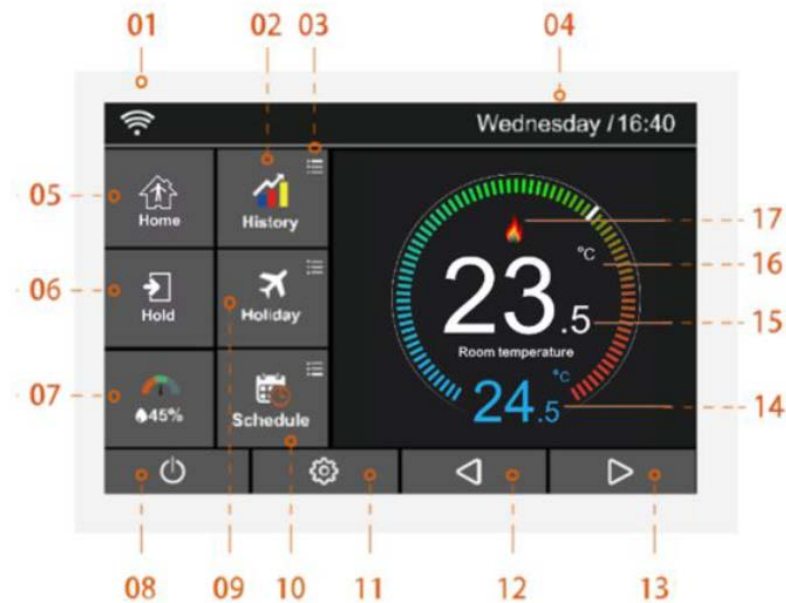 01 02 03 04
Wednesday / 16:40
05 Home History 17
°C 16
23.5 15
06 Hold Holiday
Room temperature
°C
24.5 14
07 45% Schedule
08 09 10 11 12 13